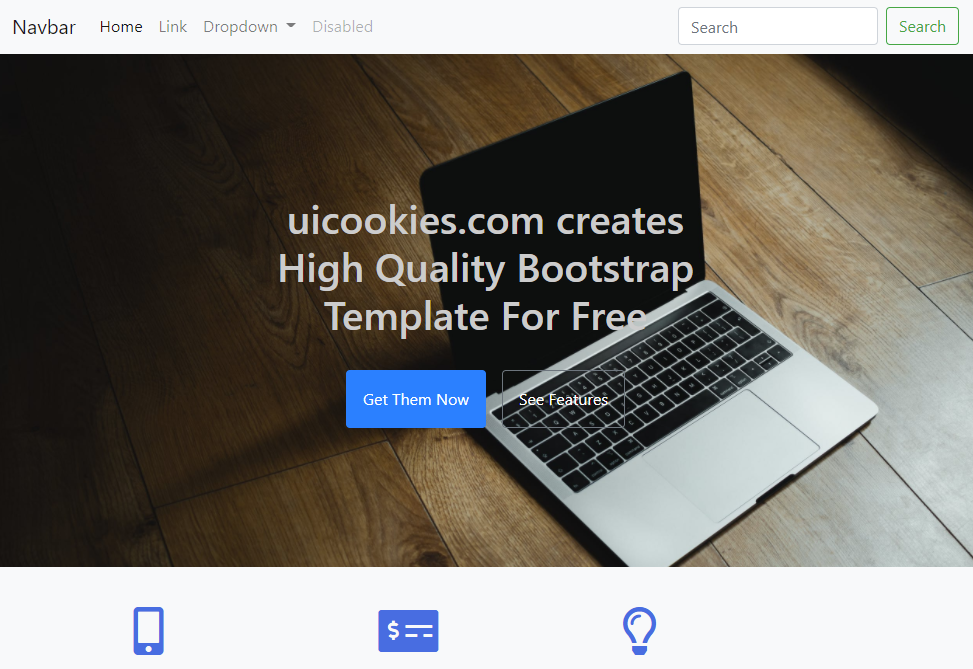 Navbar Home Link Dropdown Disabled Search Search
uicookies.com creates
High Quality Bootstrap
Template For Free
Get Them Now See Features
$